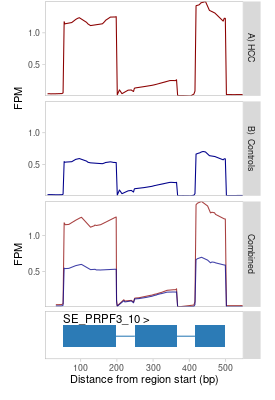 A) HCC
1.0
0.5
FPM
B) Controls
1.0
0.5
Combined
1.0
0.5
FPM
SE_PRPF3_10 >
100 200 300 400 500
Distance from region start (bp)